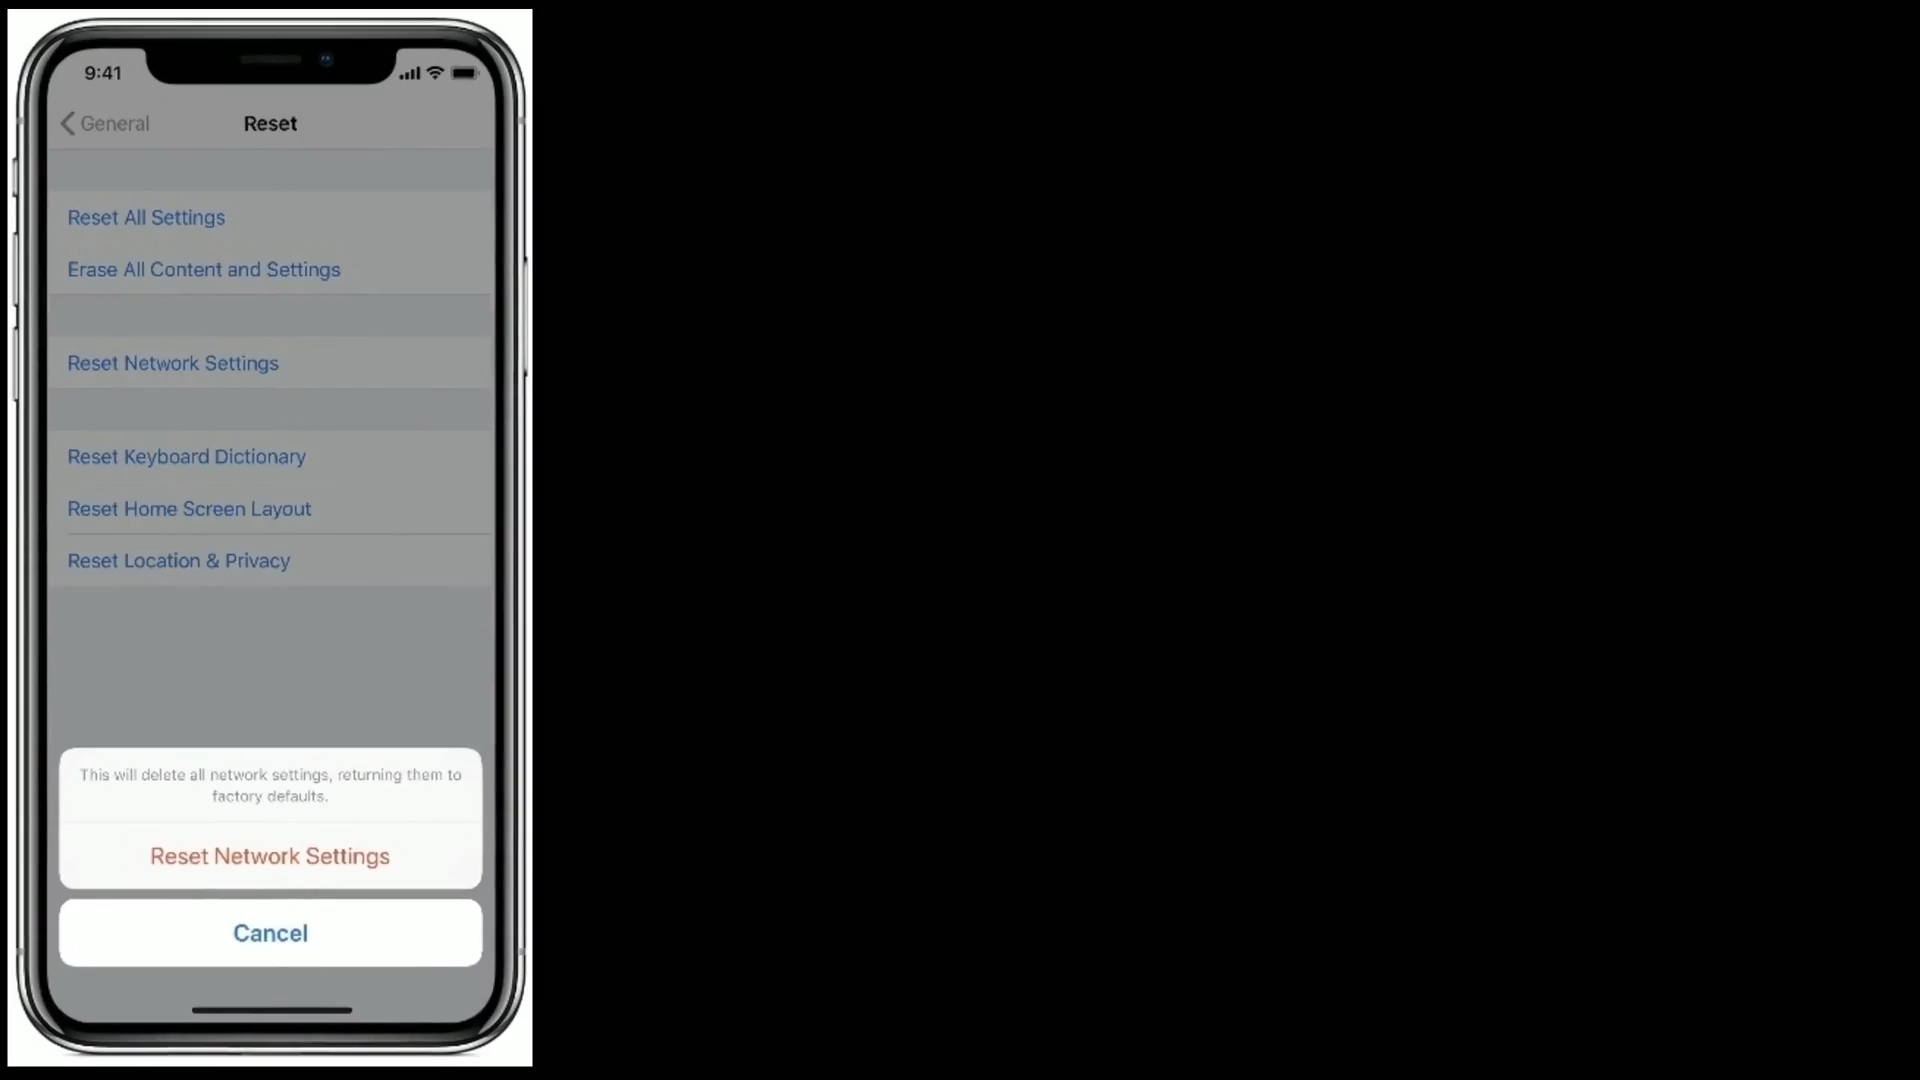 9:41
General
Reset
Reset All Settings
Erase All Content and Settings
Reset Network Settings
Reset Keyboard Dictionary
Reset Home Screen Layout
Reset Location & Privacy
This will delete all network settings, returning them to
factory defaults.
Reset Network Settings
Cancel